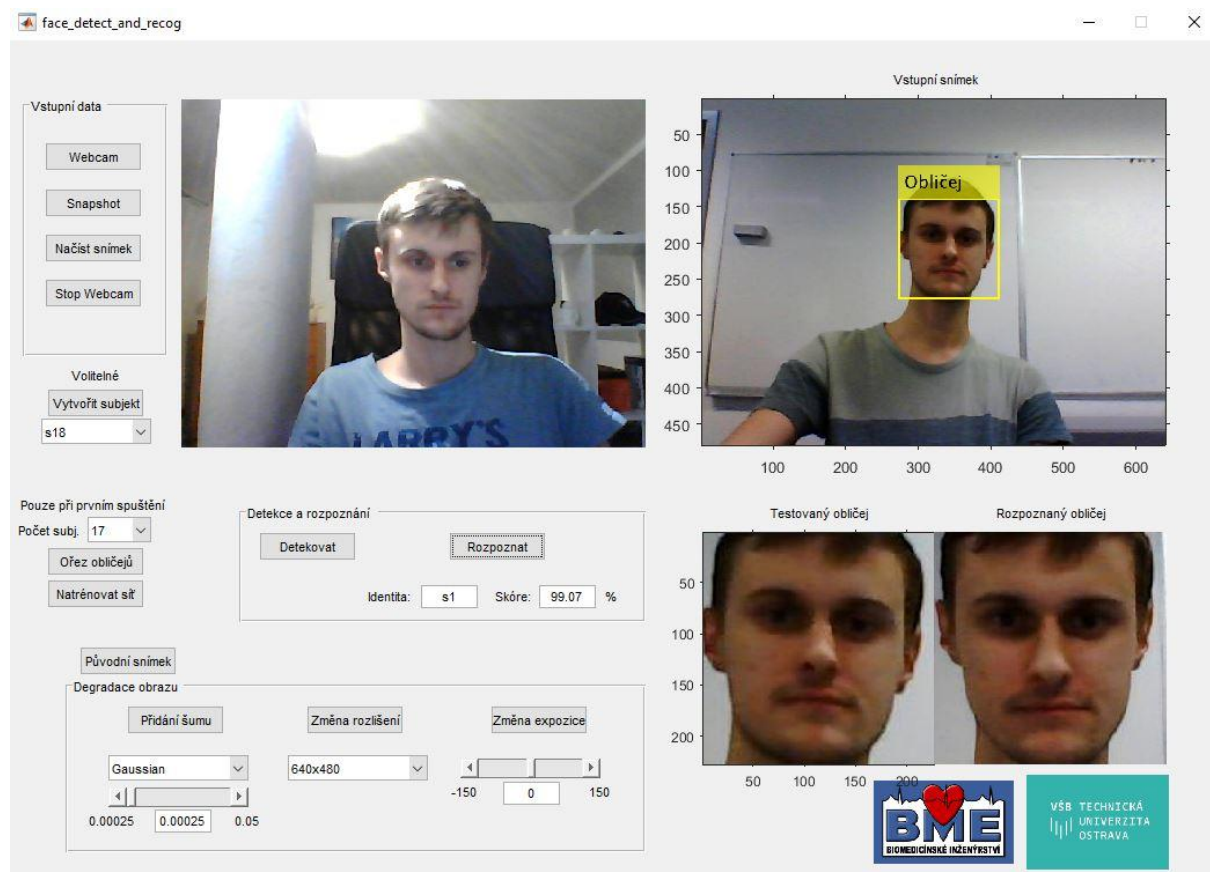 face_detect_and_recog
Vstupní data
Webcam
Snapshot
Načíst snímek
Stop Webcam
Volitelné
Vytvořit subjekt
s18
LARRY'S
Vstupní snímek
50
100
150
200
250
300
350
400
450
Obličej
100 200 300 400 500 600
Pouze při prvním spuštění
Počet subj. 17
Ořez obličejů
Natrénovat síť
Detekce a rozpoznání
Detekovat Rozpoznat
Identita: s1 Skóre: 99.07 %
Původní snímek
Degradace obrazu
Přidání šumu Změna rozlišení Změna expozice
Gaussian 640x480
-150 0 150
0.00025 0.00025 0.05
Testovaný obličej Rozpoznaný obličej
50
100
150
200
50 100 150 200
BME
BIOMEDICÍNSKÉ INŽENÝRSTVÍ
VŠB TECHNICKÁ
UNIVERZITA
OSTRAVA